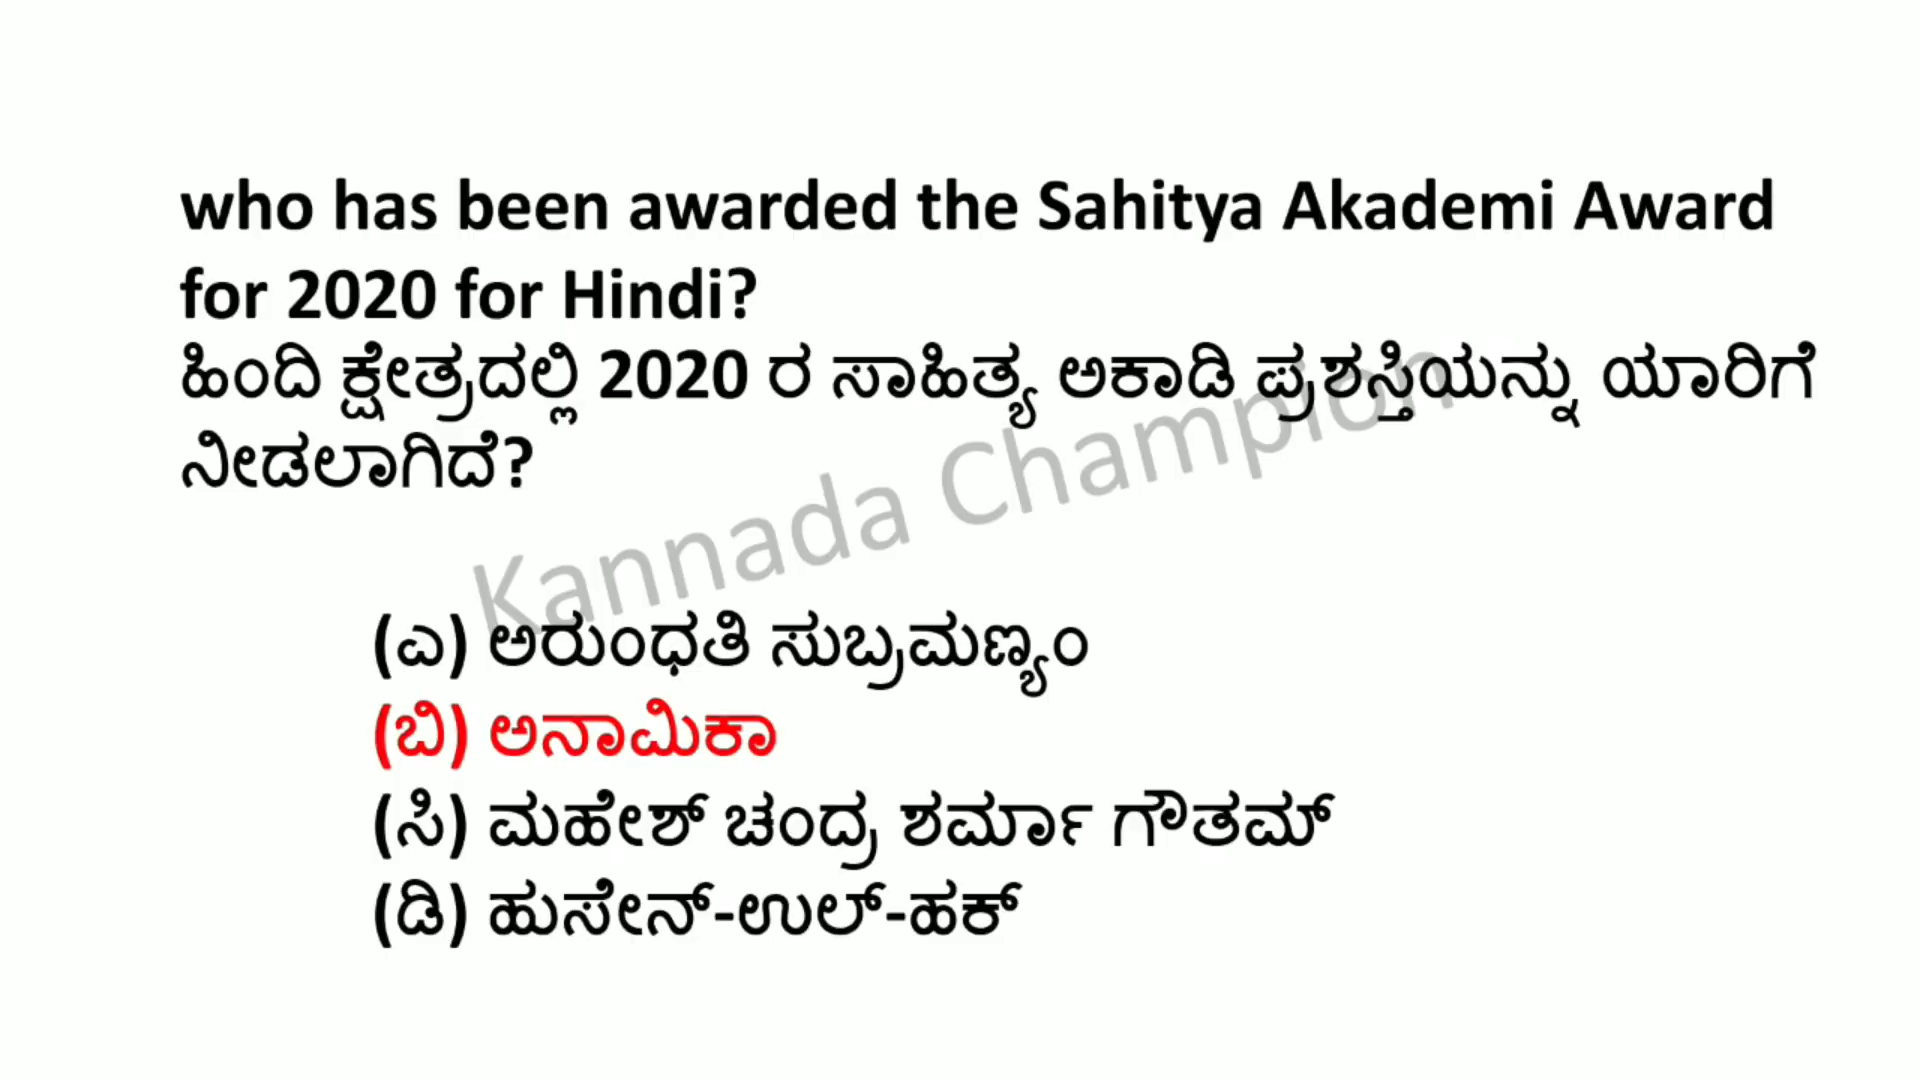 who has been awarded the Sahitya Akademi Award
for 2020 for Hindi?
ಹಿಂದಿ ಕ್ಷೇತ್ರದಲ್ಲಿ 2020 ರ ಸಾಹಿತ್ಯ ಅಕಾಡಿ ಪ್ರಶಸ್ತಿಯನ್ನು ಯಾರಿಗೆ
ನೀಡಲಾಗಿದೆ?
Kannada Champion
(ಎ) ಅರುಂಧತಿ ಸುಬ್ರಮಣ್ಯಂ
(ಬಿ) ಅನಾಮಿಕಾ
(ಸಿ) ಮಹೇಶ್ ಚಂದ್ರ ಶರ್ಮಾ ಗೌತಮ್
(ಡಿ) ಹುಸೇನ್-ಉಲ್-ಹಕ್